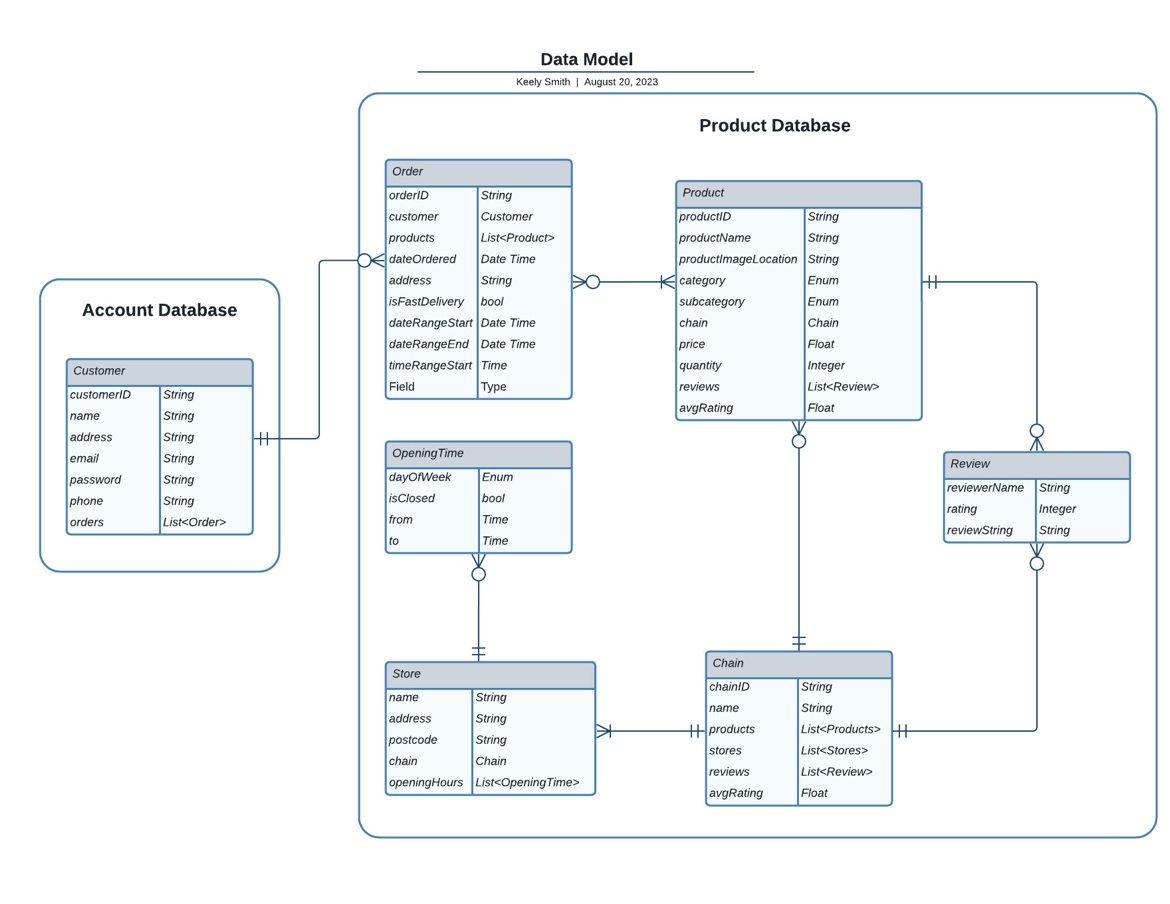 Data Model
Keely Smith | August 20, 2023
Product Database
Order
orderID String
customer Customer
products List<Product>
dateOrdered Date Time
address String
isFastDelivery bool
dateRangeStart Date Time
dateRangeEnd Date Time
timeRangeStart Time
Field Type
Product
productID String
productName String
productImageLocation String
category Enum
subcategory Enum
chain Chain
price Float
quantity Integer
reviews List<Review>
avgRating Float
Account Database
Customer
customerID String
name String
address String
email String
password String
phone String
orders List<Order>
OpeningTime
dayOfWeek Enum
isClosed bool
from Time
to Time
Review
reviewerName String
rating Integer
reviewString String
Store
name String
address String
postcode String
chain Chain
openingHours List<OpeningTime>
Chain
chainID String
name String
products List<Products>
stores List<Stores>
reviews List<Review>
avgRating Float